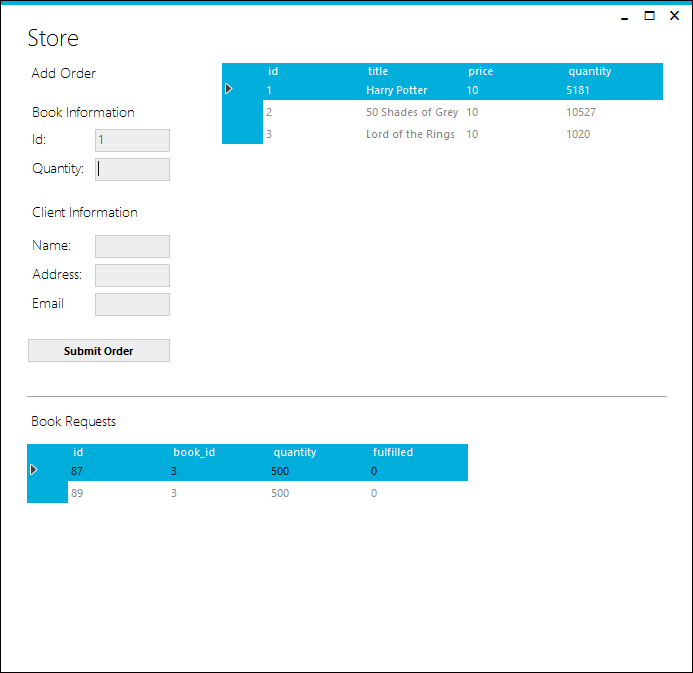 Store
Add Order
Book Information
Id: 1
Quantity:
Client Information
Name:
Address:
Email
Submit Order
id title price quantity
1 Harry Potter 10 5181
2 50 Shades of Grey 10 10527
3 Lord of the Rings 10 1020
Book Requests
id book_id quantity fulfilled
87 3 500 0
89 3 500 0